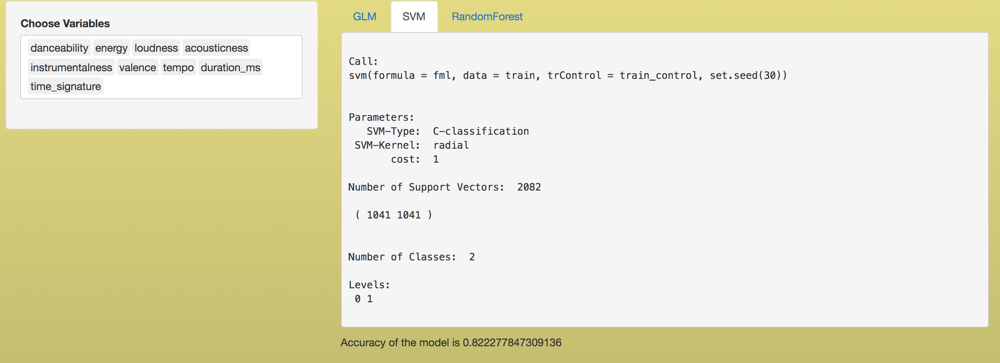 Choose Variables
danceability energy loudness acousticness
instrumentalness valence tempo duration_ms
time_signature
GLM SVM RandomForest
Call:
svm(formula = fml, data = train, trControl = train_control, set.seed(30))
Parameters:
SVM-Type: C-classification
SVM-Kernel: radial
cost: 1
Number of Support Vectors: 2082
( 1041 1041 )
Number of Classes: 2
Levels:
0 1
Accuracy of the model is 0.822277847309136